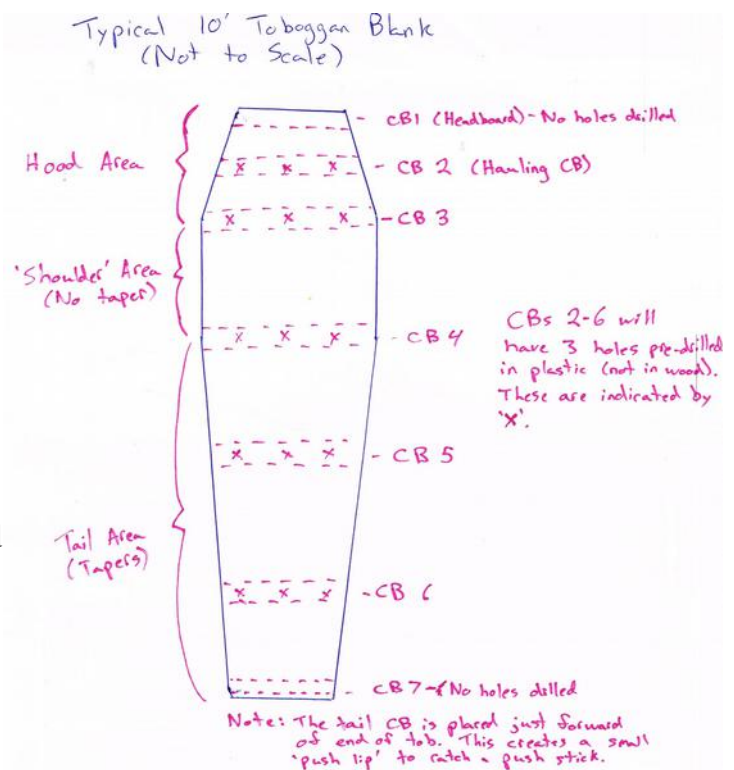 Typical 10' Toboggan Blank
(Not to Scale)
CB1 (Headboard) - No holes drilled
Hood Area
x x x - CB 2 (Hauling CB)
x x x - CB 3
'Shoulder' Area
(No taper)
x x x - CB 4
CBs 2-6 will
have 3 holes pre-drilled
in plastic (not in wood).
These are indicated by
'x'.
x x x - CB 5
Tail Area
(Tapers)
x x x - CB 6
CB7 - (No holes drilled
Note: The tail CB is placed just forward
of end of tob. This creates a small
'push lip' to catch a push stick.